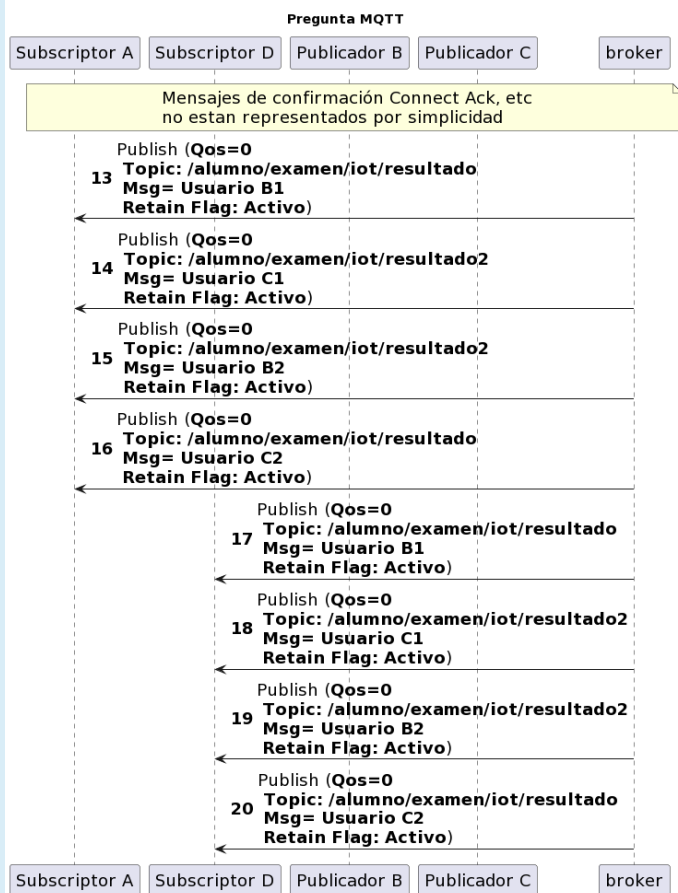 Pregunta MQTT
Subscriptor A Subscriptor D Publicador B Publicador C broker
Mensajes de confirmación Connect Ack, etc
no estan representados por simplicidad
Publish (Qos=0
Topic: /alumno/examen/iot/resultado
13 Msg= Usuario B1
Retain Flag: Activo)
Publish (Qos=0
Topic: /alumno/examen/iot/resultado2
14 Msg= Usuario C1
Retain Flag: Activo)
Publish (Qos=0
Topic: /alumno/examen/iot/resultado2
15 Msg= Usuario B2
Retain Flag: Activo)
Publish (Qos=0
Topic: /alumno/examen/iot/resultado
16 Msg= Usuario C2
Retain Flag: Activo)
Publish (Qos=0
Topic: /alumno/examen/iot/resultado
17 Msg= Usuario B1
Retain Flag: Activo)
Publish (Qos=0
Topic: /alumno/examen/iot/resultado2
18 Msg= Usuario C1
Retain Flag: Activo)
Publish (Qos=0
Topic: /alumno/examen/iot/resultado2
19 Msg= Usuario B2
Retain Flag: Activo)
Publish (Qos=0
Topic: /alumno/examen/iot/resultado
20 Msg= Usuario C2
Retain Flag: Activo)
Subscriptor A Subscriptor D Publicador B Publicador C broker